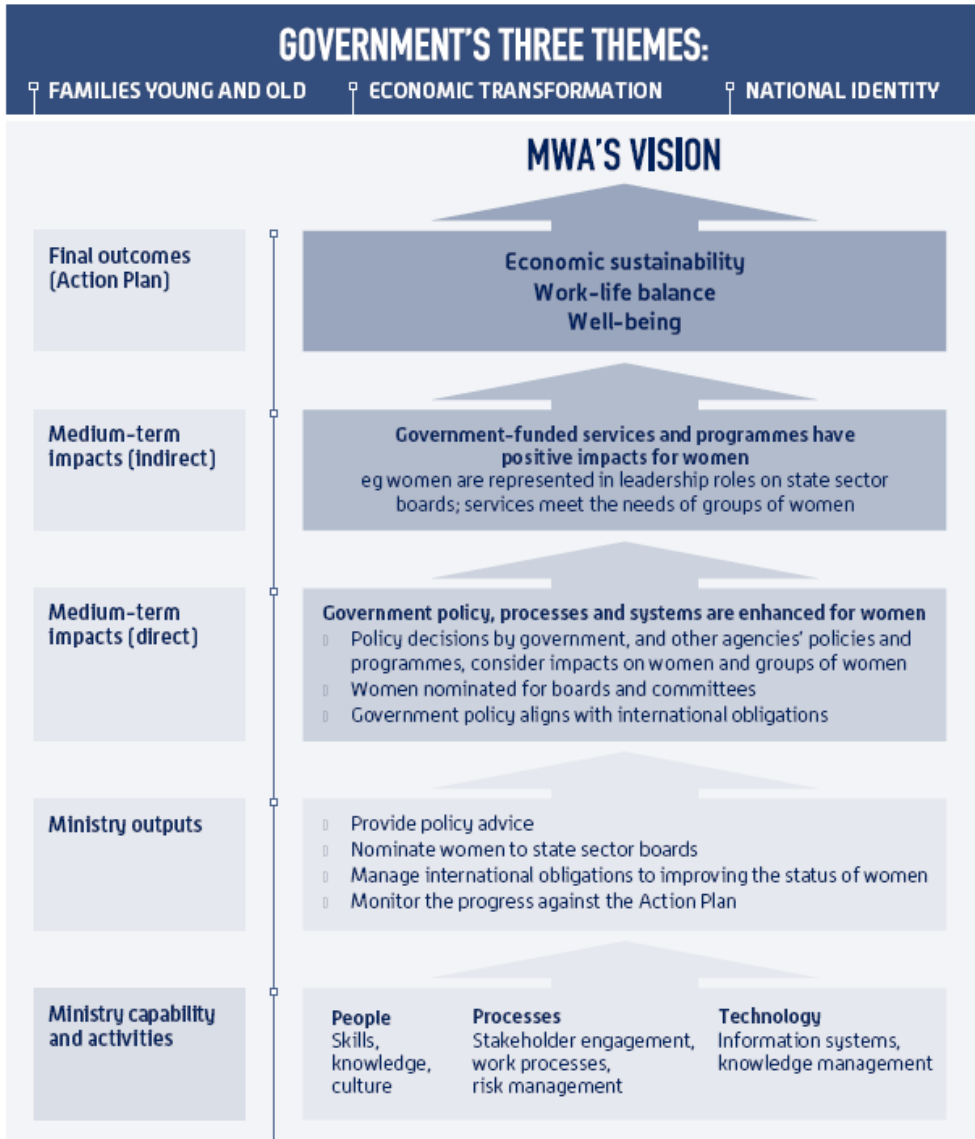 GOVERNMENT'S THREE THEMES:
FAMILIES YOUNG AND OLD
ECONOMIC TRANSFORMATION
NATIONAL IDENTITY
MWA'S VISION
Final outcomes
(Action Plan)
Economic sustainability
Work-life balance
Well-being
Medium-term
impacts (indirect)
Government-funded services and programmes have
positive impacts for women
eg women are represented in leadership roles on state sector
boards; services meet the needs of groups of women
Medium-term
impacts (direct)
Government policy, processes and systems are enhanced for women
Policy decisions by government, and other agencies' policies and
programmes, consider impacts on women and groups of women
Women nominated for boards and committees
Government policy aligns with international obligations
Ministry outputs
Provide policy advice
Nominate women to state sector boards
Manage international obligations to improving the status of women
Monitor the progress against the Action Plan
Ministry capability
and activities
People
Skills,
knowledge,
culture
Processes
Stakeholder engagement,
work processes,
risk management
Technology
Information systems,
knowledge management